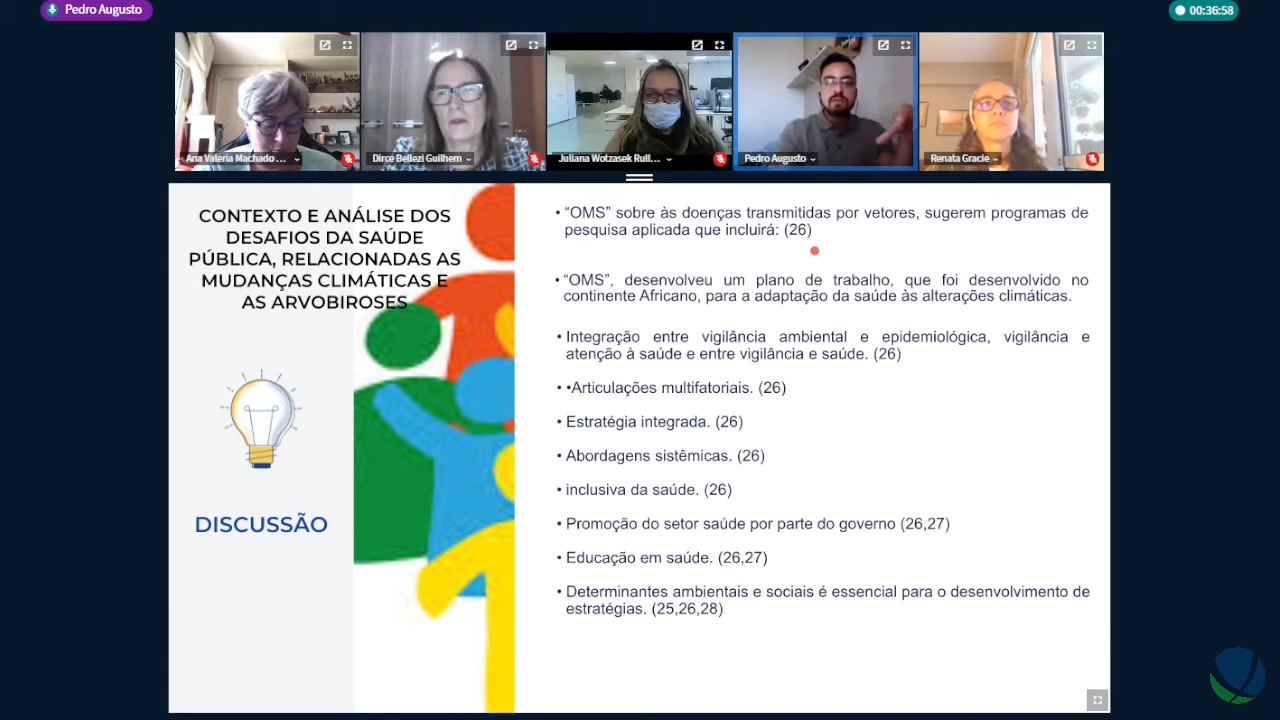 Pedro Augusto
00:36:58
Ana Valeria Machado ...
Dirce Bellezi Guilhem
Juliana Wotzasek Rull...
Pedro Augusto
Renata Gracie
CONTEXTO E ANÁLISE DOS
DESAFIOS DA SAÚDE
PÚBLICA, RELACIONADAS AS
MUDANÇAS CLIMÁTICAS E
AS ARVOBIROSES
DISCUSSÃO
• “OMS” sobre às doenças transmitidas por vetores, sugerem programas de
pesquisa aplicada que incluirá: (26)
• “OMS”, desenvolveu um plano de trabalho, que foi desenvolvido no
continente Africano, para a adaptação da saúde às alterações climáticas.
• Integração entre vigilância ambiental e epidemiológica, vigilância e
atenção à saúde e entre vigilância e saúde. (26)
• •Articulações multifatoriais. (26)
• Estratégia integrada. (26)
• Abordagens sistêmicas. (26)
• inclusiva da saúde. (26)
• Promoção do setor saúde por parte do governo (26,27)
• Educação em saúde. (26,27)
• Determinantes ambientais e sociais é essencial para o desenvolvimento de
estratégias. (25,26,28)